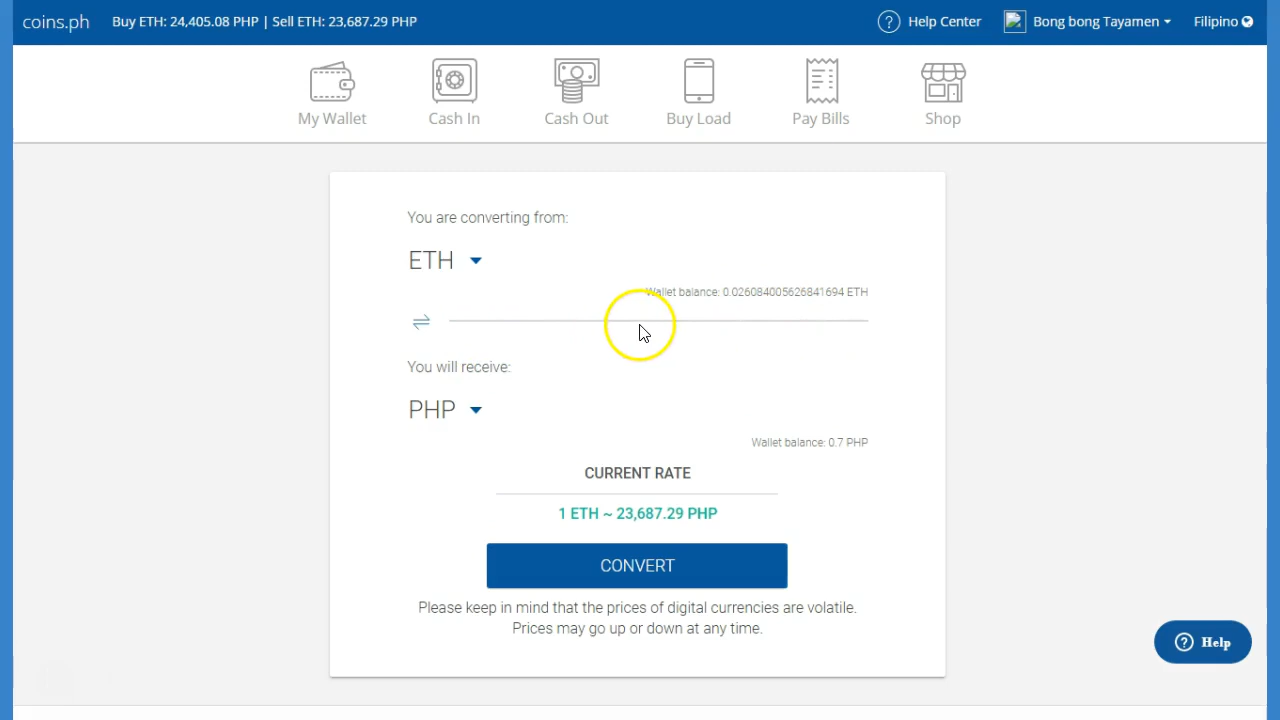 coins.ph
Buy ETH: 24,405.08 PHP | Sell ETH: 23,687.29 PHP
Help Center
Bong bong Tayamen
Filipino
My Wallet
Cash In
Cash Out
Buy Load
Pay Bills
Shop
You are converting from:
ETH
Wallet balance: 0.026084005626841694 ETH
You will receive:
PHP
Wallet balance: 0.7 PHP
CURRENT RATE
1 ETH ~ 23,687.29 PHP
CONVERT
Please keep in mind that the prices of digital currencies are volatile.
Prices may go up or down at any time.
Help